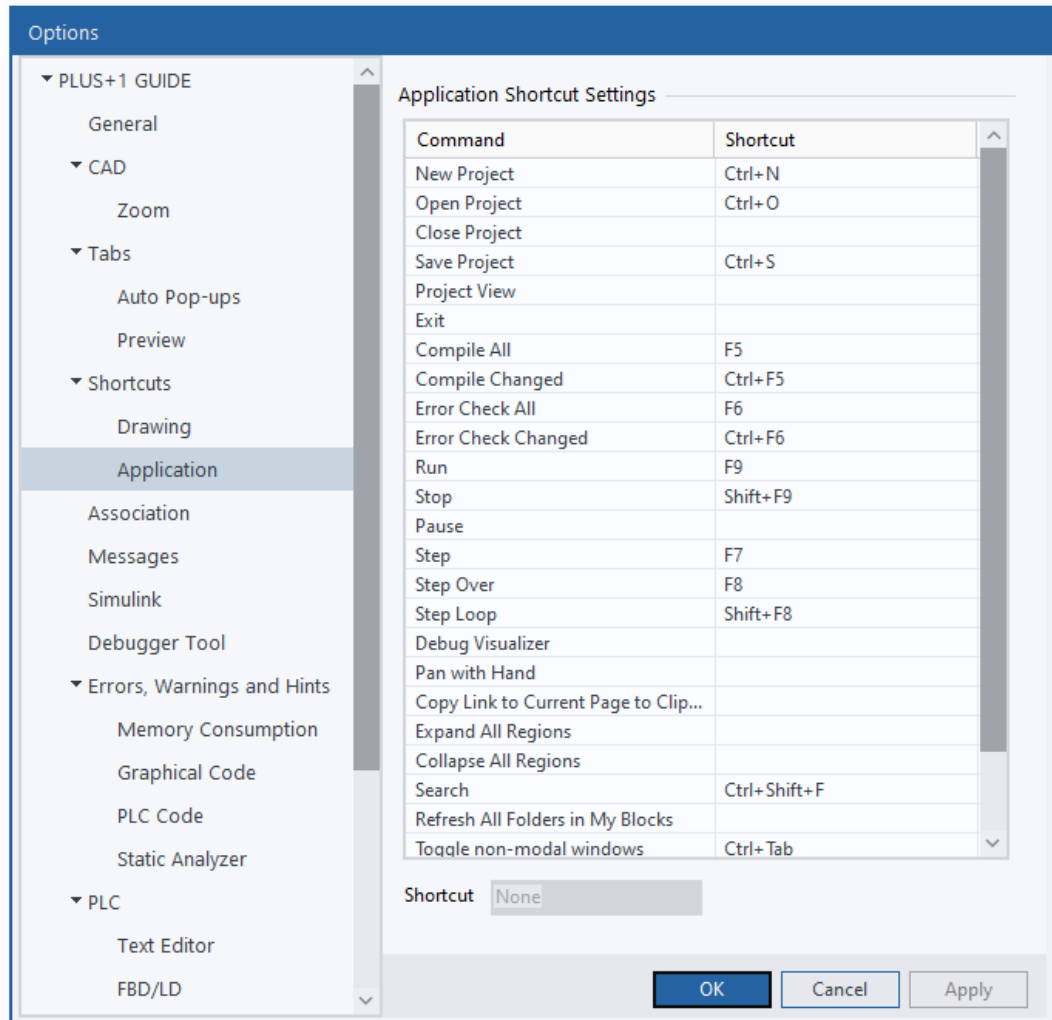 Options
PLUS+1 GUIDE
General
CAD
Zoom
Tabs
Auto Pop-ups
Preview
Shortcuts
Drawing
Application
Association
Messages
Simulink
Debugger Tool
Errors, Warnings and Hints
Memory Consumption
Graphical Code
PLC Code
Static Analyzer
PLC
Text Editor
FBD/LD
Application Shortcut Settings
Command Shortcut
New Project Ctrl+N
Open Project Ctrl+O
Close Project
Save Project Ctrl+S
Project View
Exit
Compile All F5
Compile Changed Ctrl+F5
Error Check All F6
Error Check Changed Ctrl+F6
Run F9
Stop Shift+F9
Pause
Step F7
Step Over F8
Step Loop Shift+F8
Debug Visualizer
Pan with Hand
Copy Link to Current Page to Clip...
Expand All Regions
Collapse All Regions
Search Ctrl+Shift+F
Refresh All Folders in My Blocks
Toggle non-modal windows Ctrl+Tab
Shortcut None
OK Cancel Apply